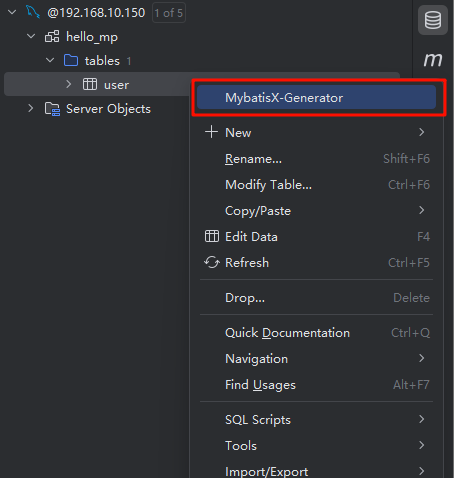 @192.168.10.150 1 of 5
hello_mp
tables 1
user
Server Objects
MybatisX-Generator
New
Rename... Shift+F6
Modify Table... Ctrl+F6
Copy/Paste
Edit Data F4
Refresh Ctrl+F5
Drop... Delete
Quick Documentation Ctrl+Q
Navigation
Find Usages Alt+F7
SQL Scripts
Tools
Import/Export
m